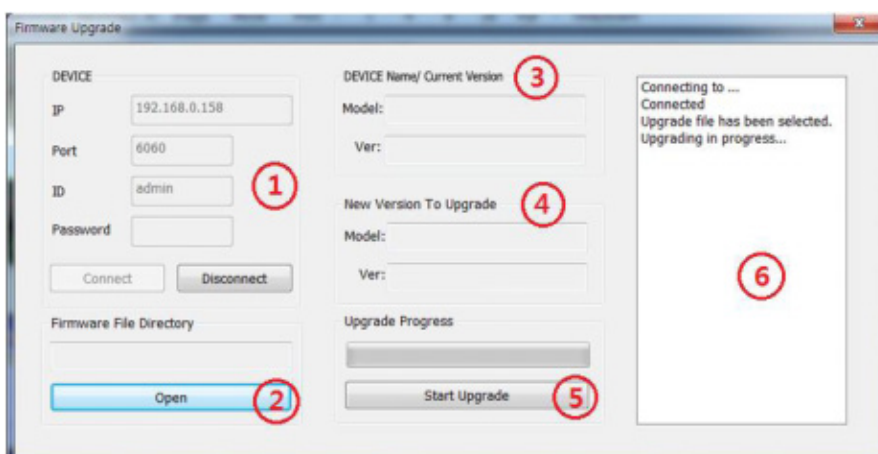 Firmware Upgrade
DEVICE
IP 192.168.0.158
Port 6060
ID admin
Password
1
Connect Disconnect
Firmware File Directory
Open 2
DEVICE Name/ Current Version 3
Model:
Ver:
New Version To Upgrade 4
Model:
Ver:
Upgrade Progress
Start Upgrade 5
Connecting to ...
Connected
Upgrade file has been selected.
Upgrading in progress...
6